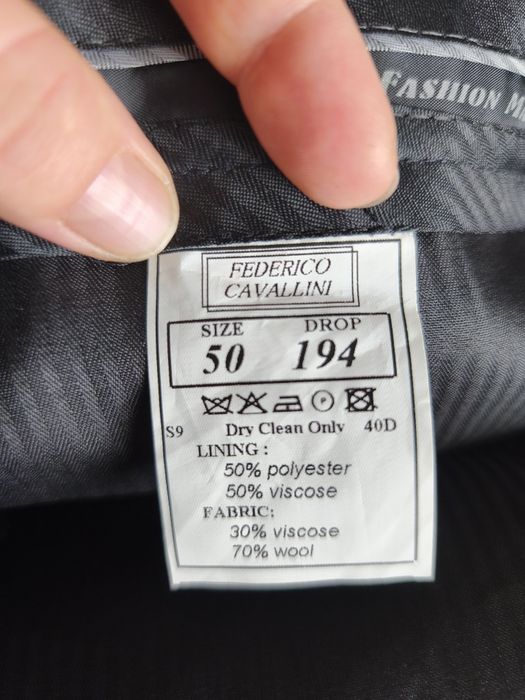 FASHION
FEDERICO
CAVALLINI
SIZE DROP
50 194
P
S9 Dry Clean Only 40D
LINING :
50% polyester
50% viscose
FABRIC:
30% viscose
70% wool